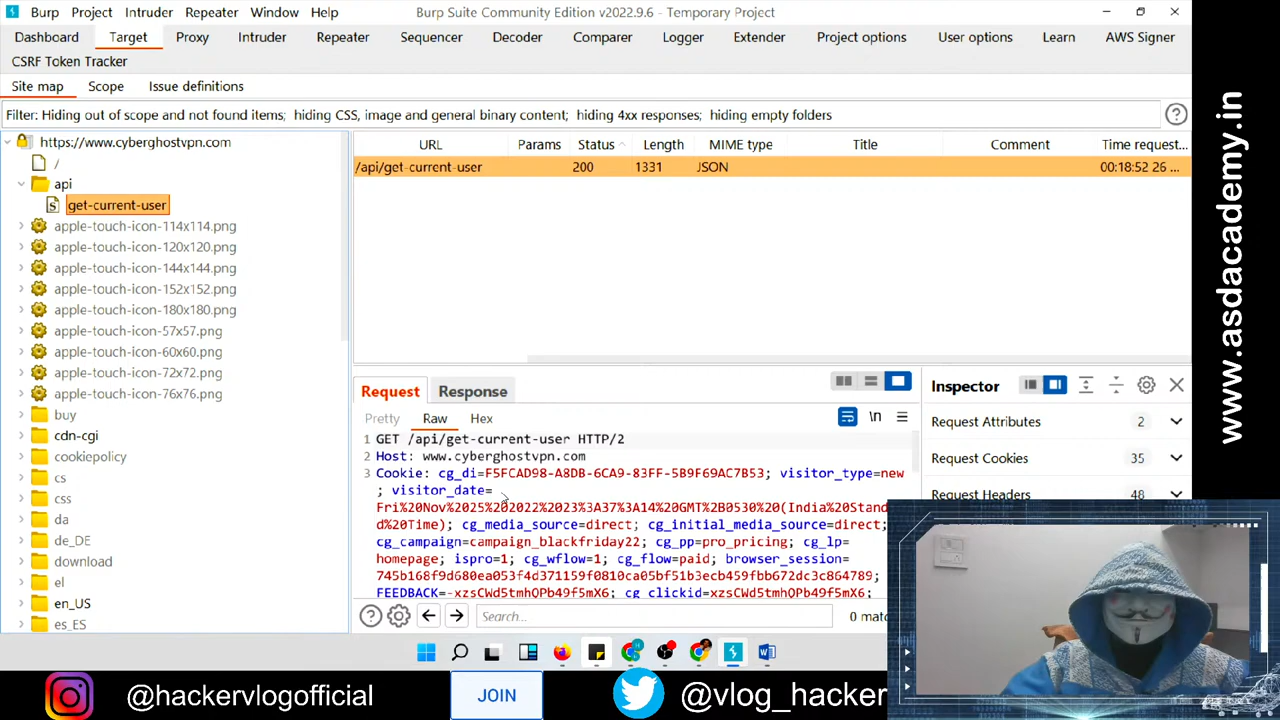 Burp Project Intruder Repeater Window Help
Burp Suite Community Edition v2022.9.6 - Temporary Project
Dashboard Target Proxy Intruder Repeater Sequencer Decoder Comparer Logger Extender Project options User options Learn AWS Signer
CSRF Token Tracker
Site map Scope Issue definitions
Filter: Hiding out of scope and not found items; hiding CSS, image and general binary content; hiding 4xx responses; hiding empty folders
https://www.cyberghostvpn.com
/
api
get-current-user
apple-touch-icon-114x114.png
apple-touch-icon-120x120.png
apple-touch-icon-144x144.png
apple-touch-icon-152x152.png
apple-touch-icon-180x180.png
apple-touch-icon-57x57.png
apple-touch-icon-60x60.png
apple-touch-icon-72x72.png
apple-touch-icon-76x76.png
buy
cdn-cgi
cookiepolicy
cs
css
da
de_DE
download
el
en_US
es_ES
URL Params Status Length MIME type Title Comment Time request...
/api/get-current-user 200 1331 JSON 00:18:52 26 ...
Request Response
Pretty Raw Hex
\n
1 GET /api/get-current-user HTTP/2
2 Host: www.cyberghostvpn.com
3 Cookie: cg_di=F5FCAD98-A8DB-6CA9-83FF-5B9F69AC7B53; visitor_type=new
; visitor_date=
Fri%20Nov%2025%202022%2023%3A37%3A14%20GMT%2B0530%20(India%20Stan
d%20Time); cg_media_source=direct; cg_initial_media_source=direct;
cg_campaign=campaign_blackfriday22; cg_pp=pro_pricing; cg_lp=
homepage; ispro=1; cg_wflow=1; cg_flow=paid; browser_session=
745b168f9d680ea053f4d371159f0810ca05bf51b3ecb459fbb672dc3c864789;
FEEDBACK=-xzsCWd5tmhQPb49f5mX6; cg_clickid=xzsCWd5tmhQPb49f5mX6;
Search...
0 matc
Inspector
Request Attributes 2
Request Cookies 35
Request Headers 48
www.asdacademy.in
@hackervlogofficial
JOIN
@vlog_hacker